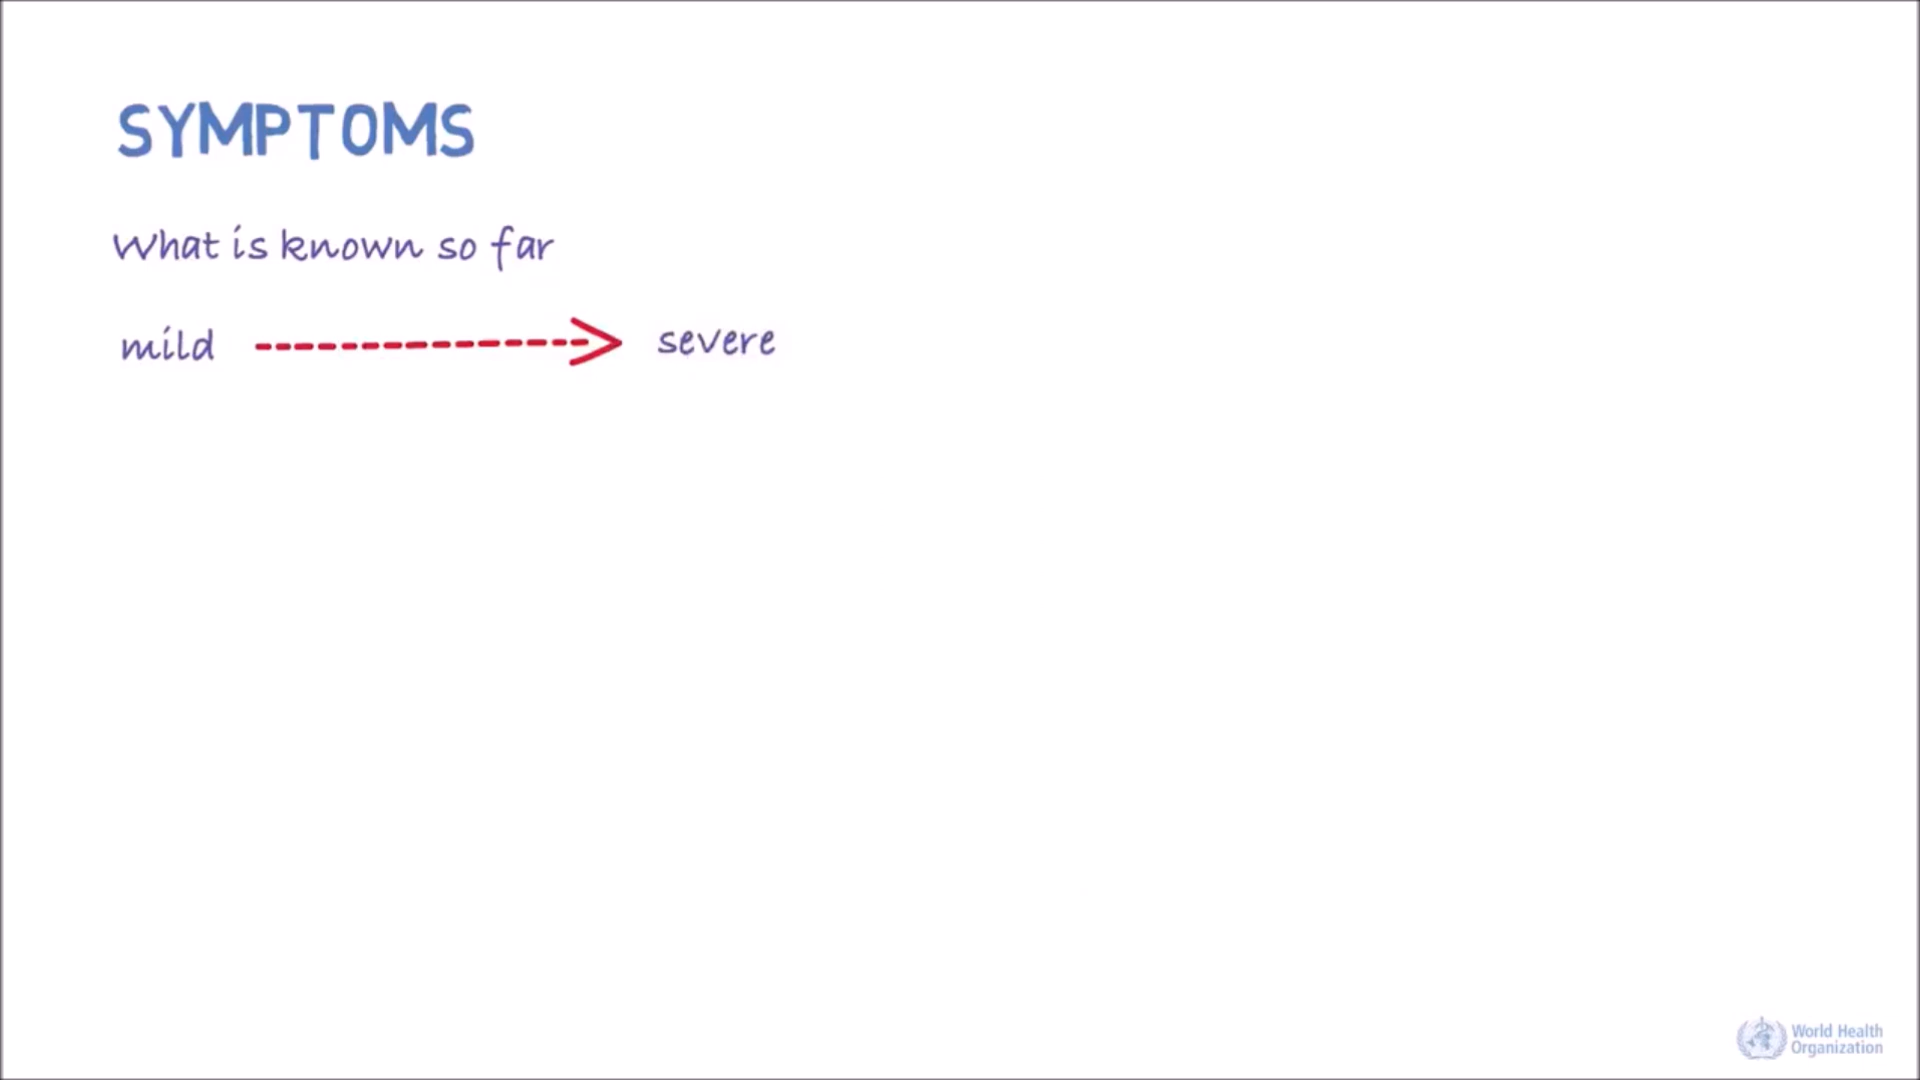 SYMPTOMS
What is known so far
mild severe
World Health
Organization